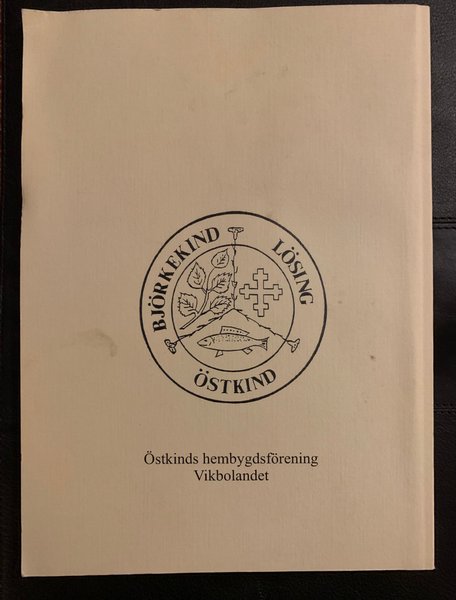 BJÖRKEKIND
LÖSING
ÖSTKIND
Östkinds hembygdsförening
Vikbolandet